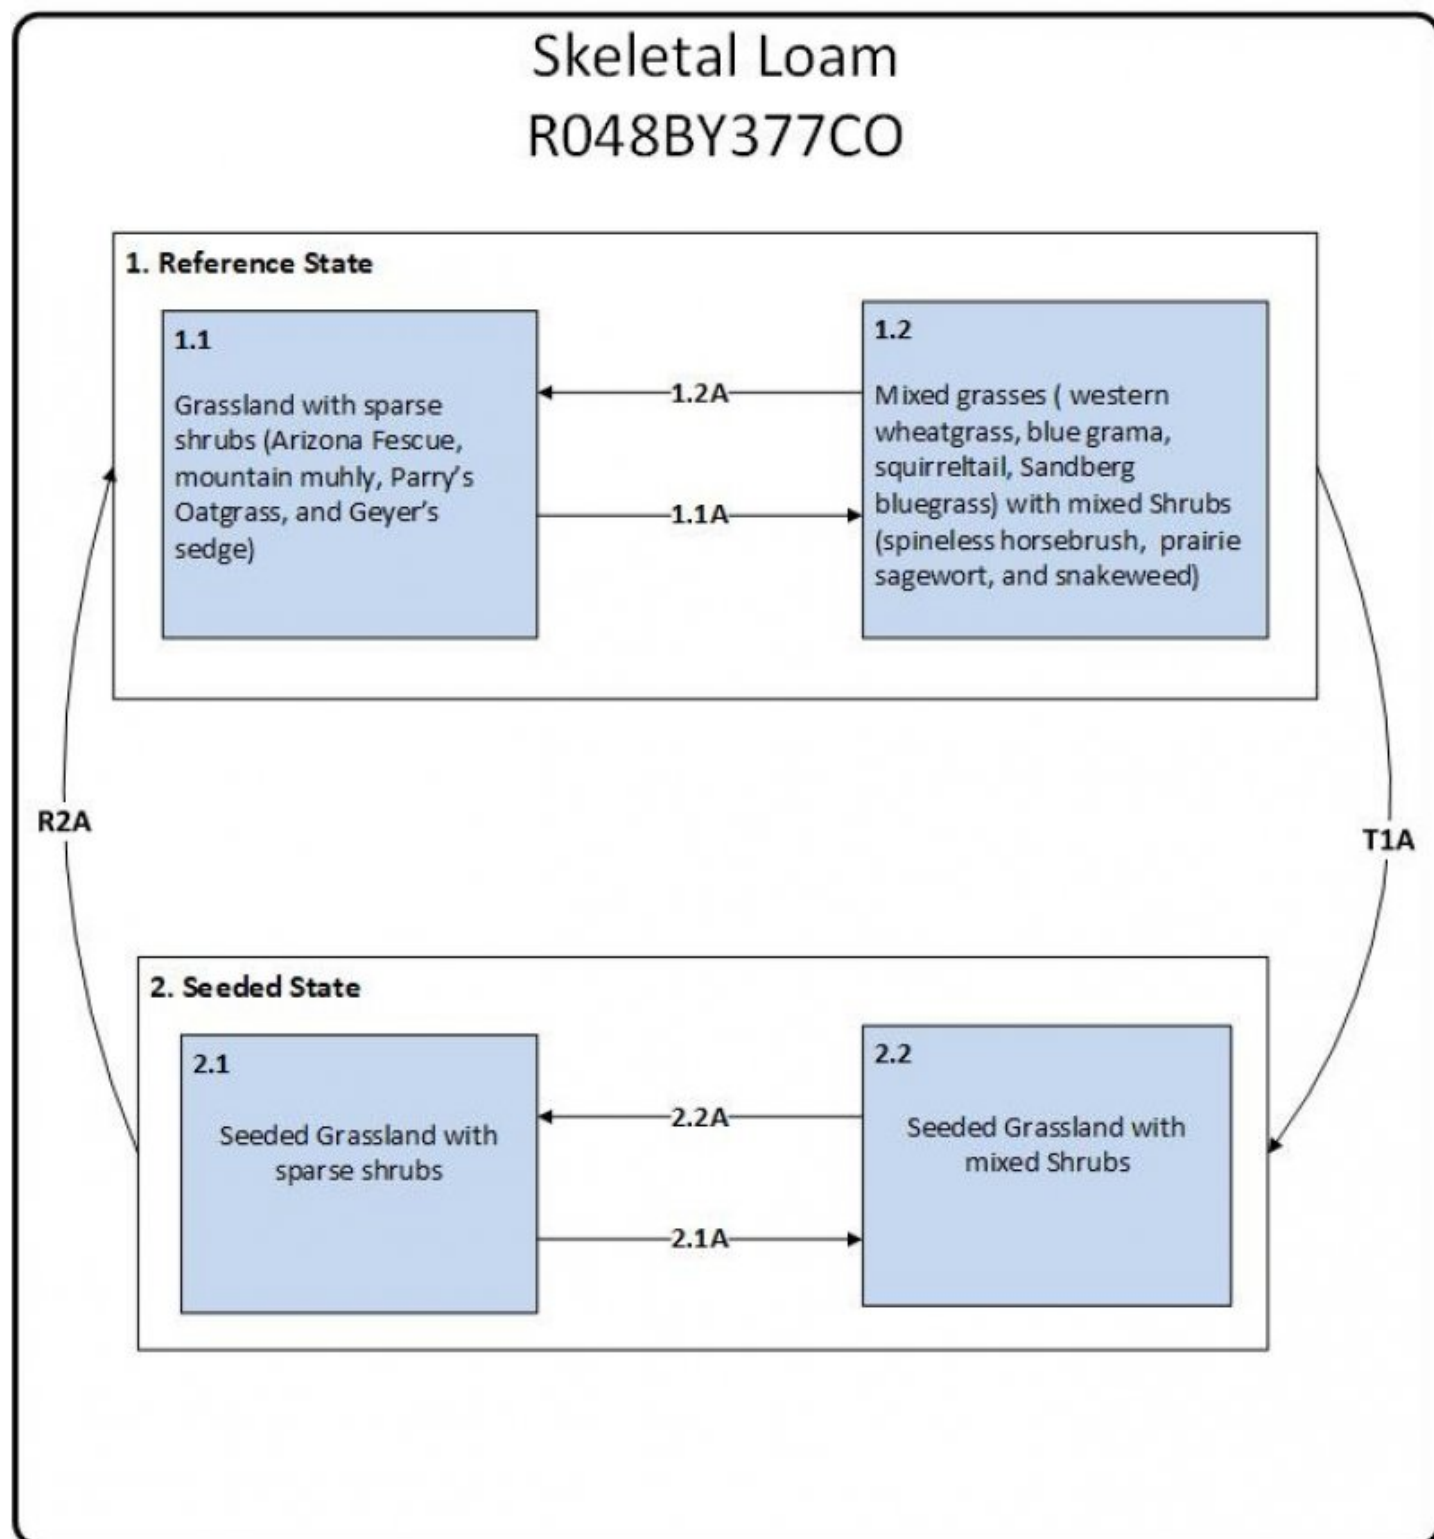 Skeletal Loam
R048BY377CO
1. Reference State
1.1
Grassland with sparse
shrubs (Arizona Fescue,
mountain muhly, Parry's
Oatgrass, and Geyer's
sedge)
1.2A
1.1A
1.2
Mixed grasses ( western
wheatgrass, blue grama,
squirreltail, Sandberg
bluegrass) with mixed Shrubs
(spineless horsebrush, prairie
sagewort, and snakeweed)
R2A
T1A
2. Seeded State
2.1
Seeded Grassland with
sparse shrubs
2.2A
2.1A
2.2
Seeded Grassland with
mixed Shrubs